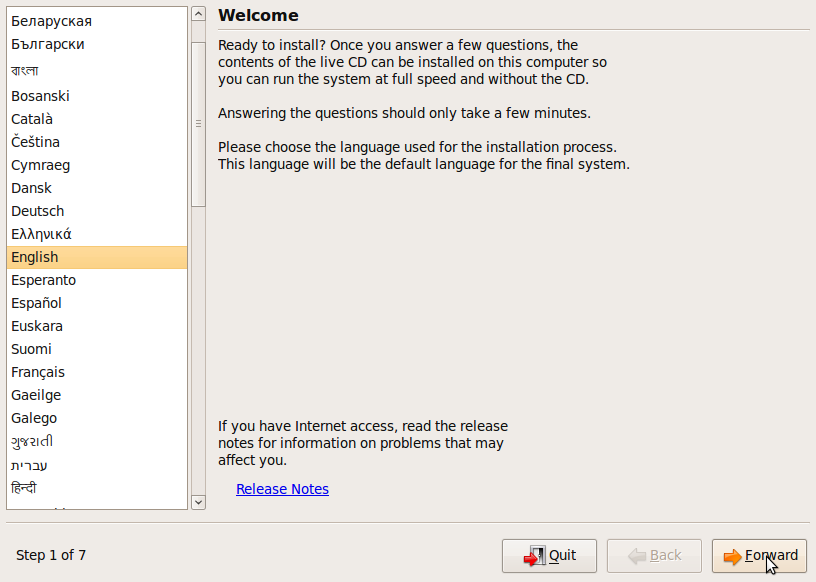 Беларуская
Български
বাংলা
Bosanski
Català
Čeština
Cymraeg
Dansk
Deutsch
Ελληνικά
English
Esperanto
Español
Euskara
Suomi
Français
Gaeilge
Galego
ગુજરાતી
עברית
हिन्दी
Welcome
Ready to install? Once you answer a few questions, the
contents of the live CD can be installed on this computer so
you can run the system at full speed and without the CD.
Answering the questions should only take a few minutes.
Please choose the language used for the installation process.
This language will be the default language for the final system.
If you have Internet access, read the release
notes for information on problems that may
affect you.
Release Notes
Step 1 of 7
Quit
Back
Forward